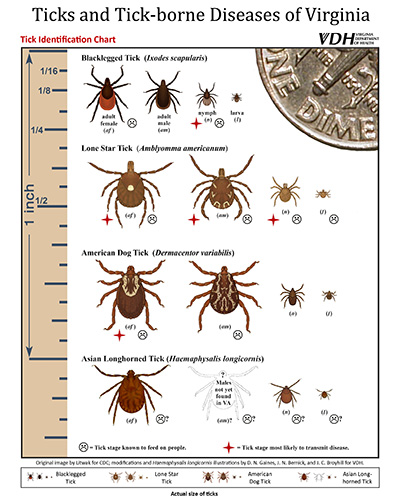 Ticks and Tick-borne Diseases of Virginia
Tick Identification Chart
VDH VIRGINIA DEPARTMENT OF HEALTH
Blacklegged Tick (Ixodes scapularis)
1/16
1/8
1/4
1/2
1 inch
ONE DIME
adult female (af)
adult male (am)
nymph (n)
larva (l)
Lone Star Tick (Amblyomma americanum)
(af)
(am)
(n)
(l)
American Dog Tick (Dermacentor variabilis)
(af)
(am)
(n)
(l)
Asian Longhorned Tick (Haemaphysalis longicornis)
?
Males not yet found in VA
(af) ?
(am)? ?
(n) ?
(l) ?
= Tick stage known to feed on people.
= Tick stage most likely to transmit disease.
Original image by Litwak for CDC; modifications and Haemaphysalis longicornis illustrations by D. N. Gaines, J. N. Bernick, and J. C. Broyhill for VDH.
Blacklegged Tick
Lone Star Tick
American Dog Tick
Asian Long-horned Tick
Actual size of ticks